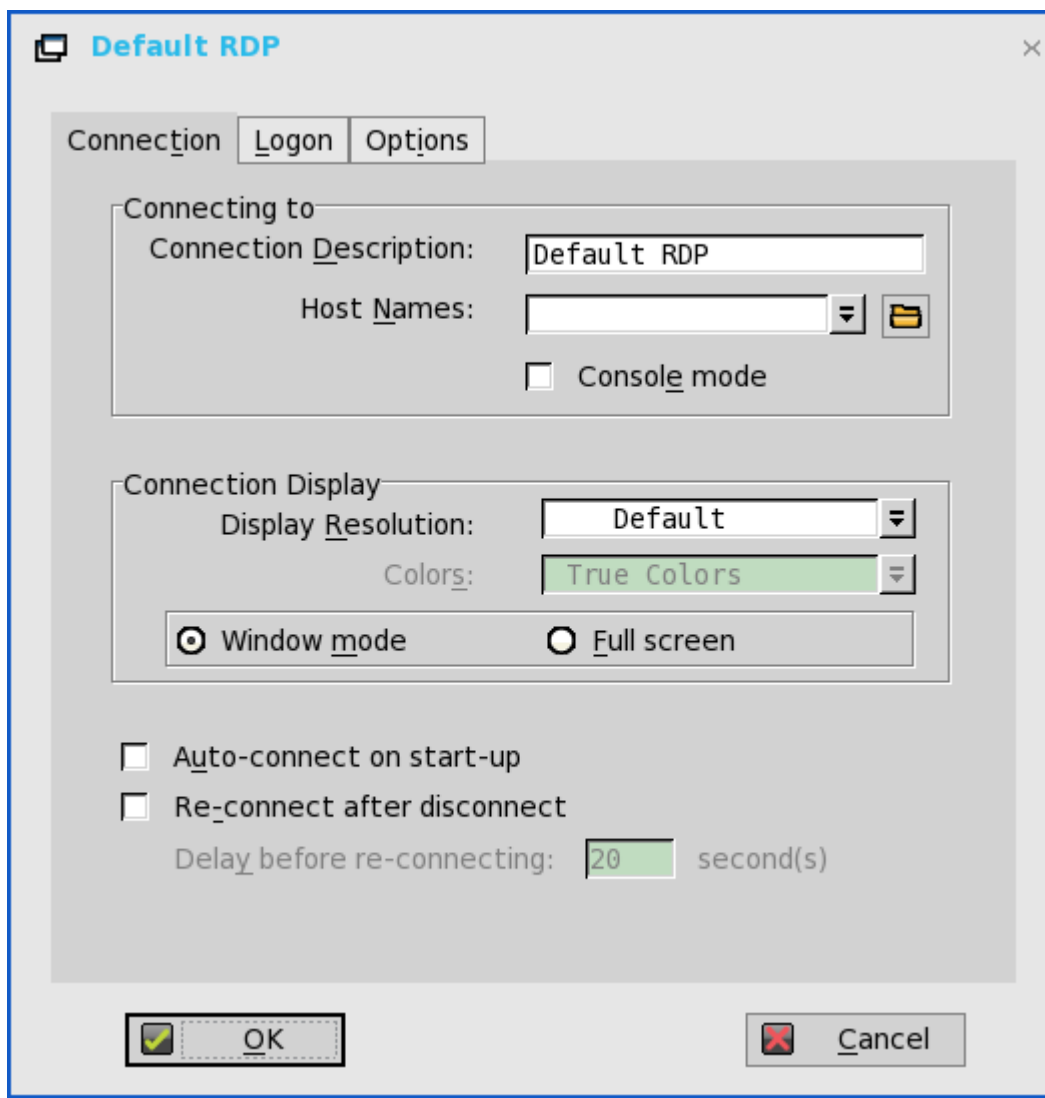 Default RDP
Connection Logon Options
Connecting to
Connection Description: Default RDP
Host Names:
Console mode
Connection Display
Display Resolution: Default
Colors: True Colors
Window mode Full screen
Auto-connect on start-up
Re-connect after disconnect
Delay before re-connecting: 20 second(s)
OK Cancel